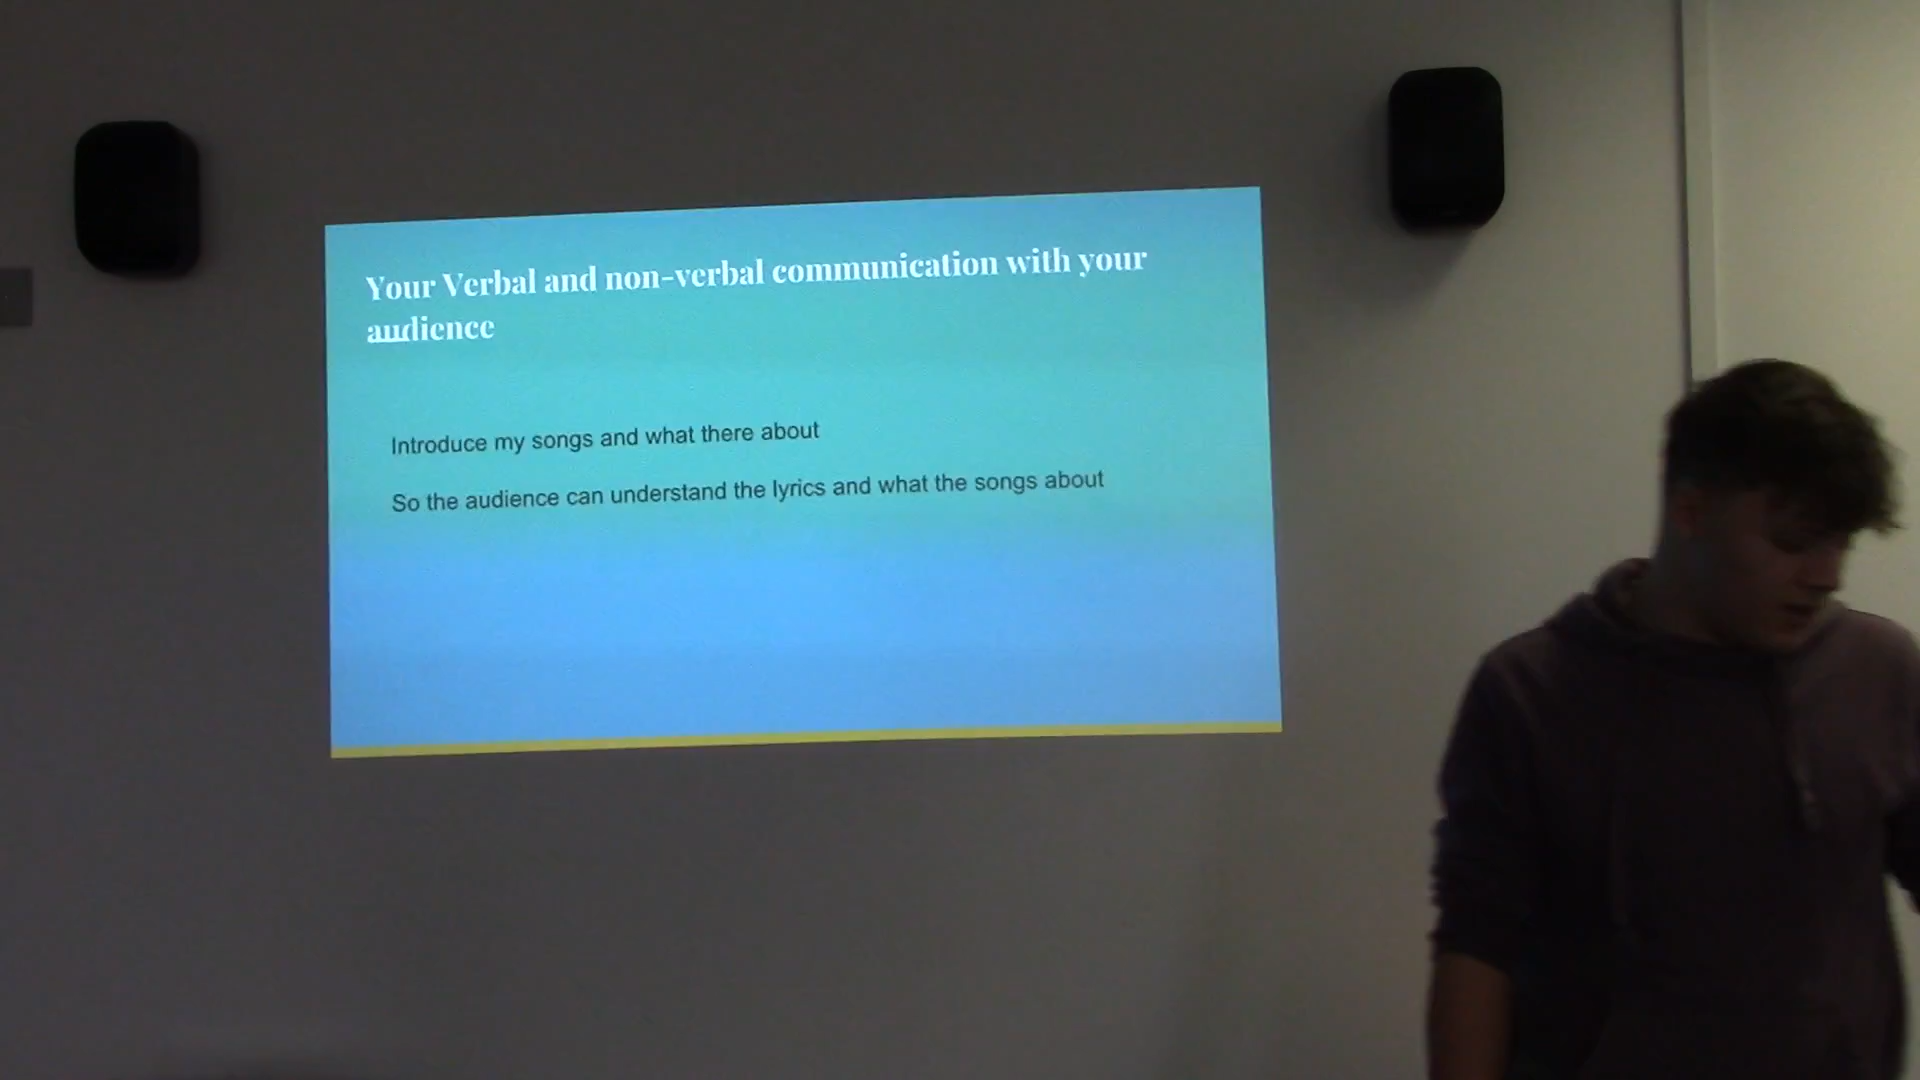 Your Verbal and non-verbal communication with your
audience
Introduce my songs and what there about
So the audience can understand the lyrics and what the songs about